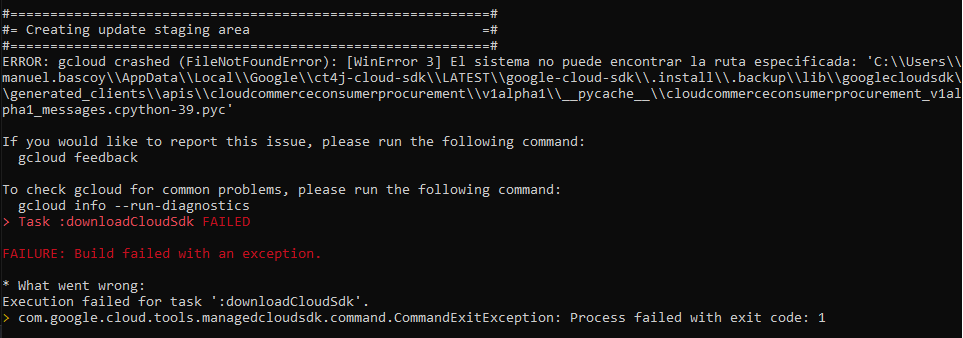 #============================================================#
#= Creating update staging area                             =#
#============================================================#
ERROR: gcloud crashed (FileNotFoundError): [WinError 3] El sistema no puede encontrar la ruta especificada: 'C:\\Users\\
manuel.bascoy\\AppData\\Local\\Google\\ct4j-cloud-sdk\\LATEST\\google-cloud-sdk\\.install\\.backup\\lib\\googlecloudsdk\
\generated_clients\\apis\\cloudcommerceconsumerprocurement\\v1alpha1\\__pycache__\\cloudcommerceconsumerprocurement_v1al
pha1_messages.cpython-39.pyc'
If you would like to report this issue, please run the following command:
  gcloud feedback
To check gcloud for common problems, please run the following command:
  gcloud info --run-diagnostics
> Task :downloadCloudSdk FAILED
FAILURE: Build failed with an exception.
* What went wrong:
Execution failed for task ':downloadCloudSdk'.
> com.google.cloud.tools.managedcloudsdk.command.CommandExitException: Process failed with exit code: 1